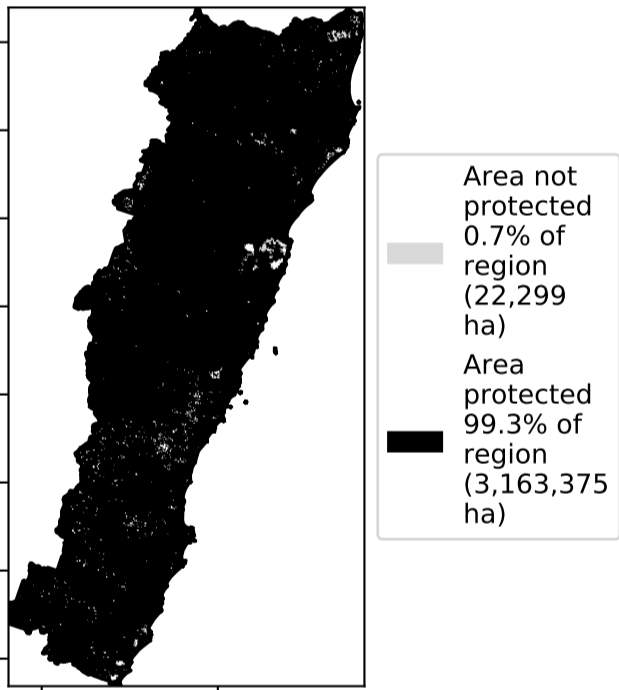 Area not
protected
0.7% of
region
(22,299
ha)
Area
protected
99.3% of
region
(3,163,375
ha)